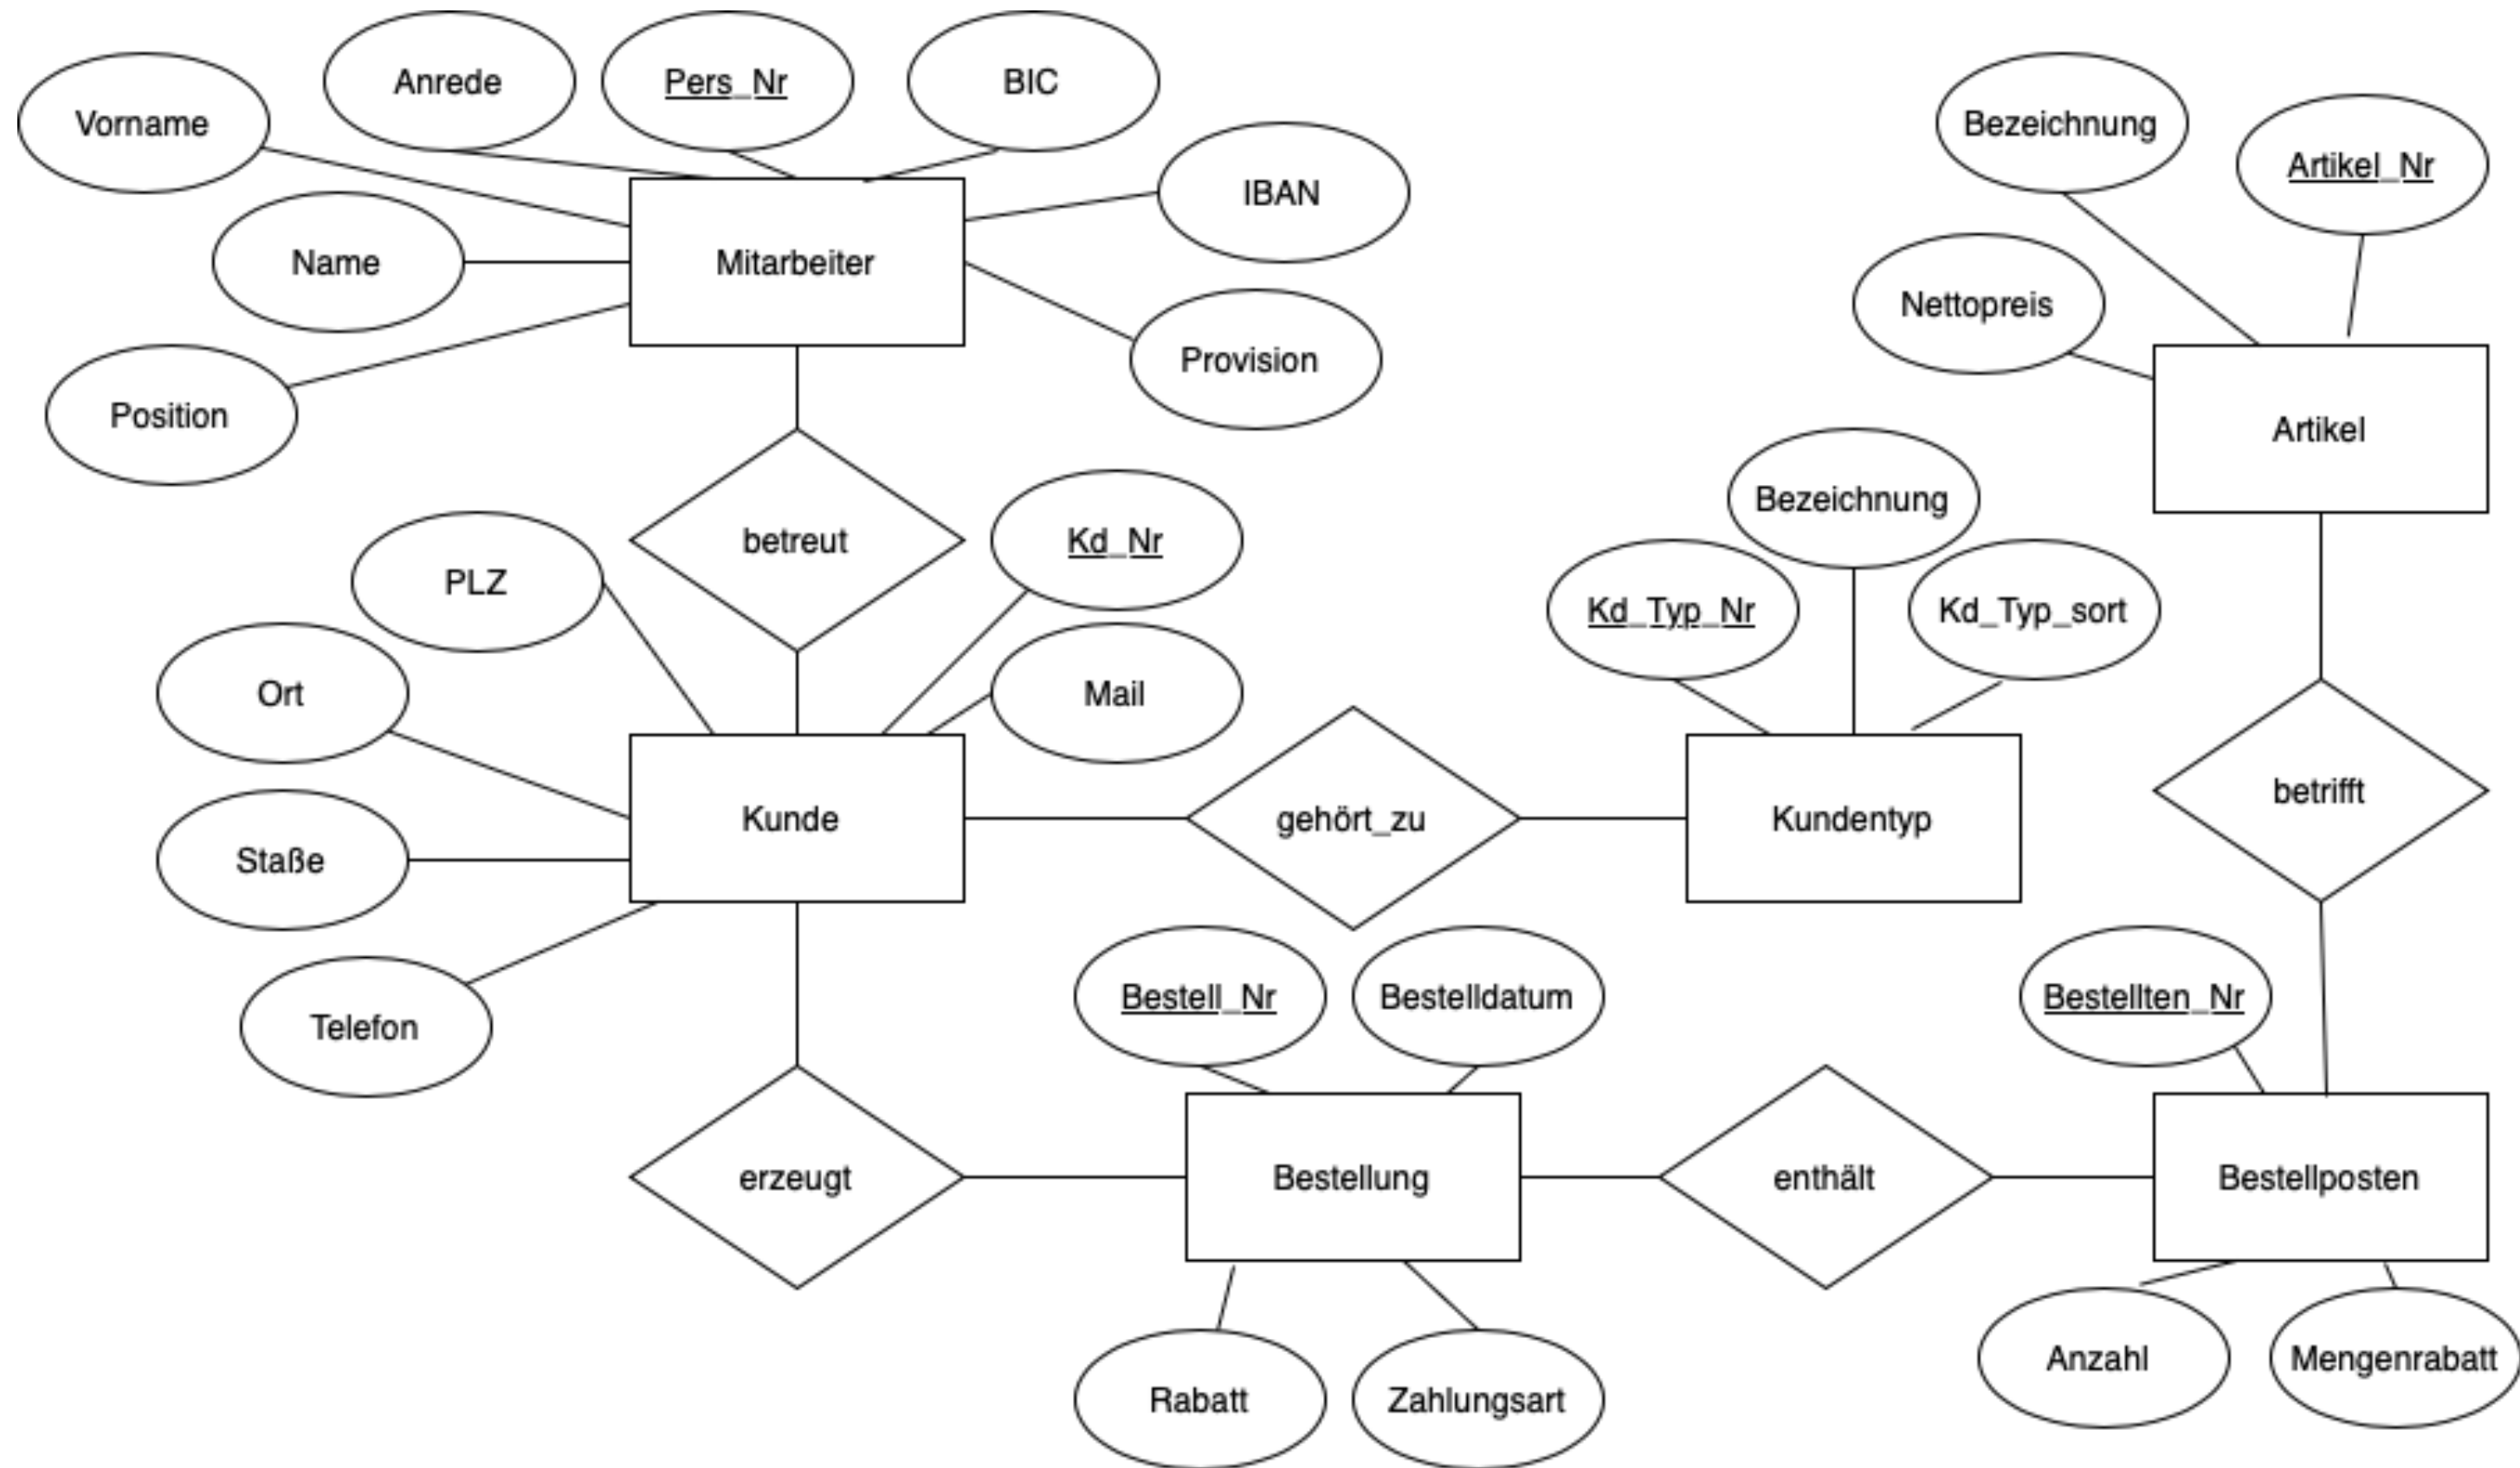 Anrede
Pers_Nr
BIC
Vorname
Bezeichnung
Artikel_Nr
IBAN
Name
Mitarbeiter
Nettopreis
Provision
Position
Artikel
Bezeichnung
betreut
Kd_Nr
PLZ
Kd_Typ_Nr
Kd_Typ_sort
Ort
Mail
betrifft
Kunde
gehört_zu
Kundentyp
Staße
Bestell_Nr
Bestelldatum
Bestellten_Nr
Telefon
erzeugt
Bestellung
enthält
Bestellposten
Anzahl
Mengenrabatt
Rabatt
Zahlungsart